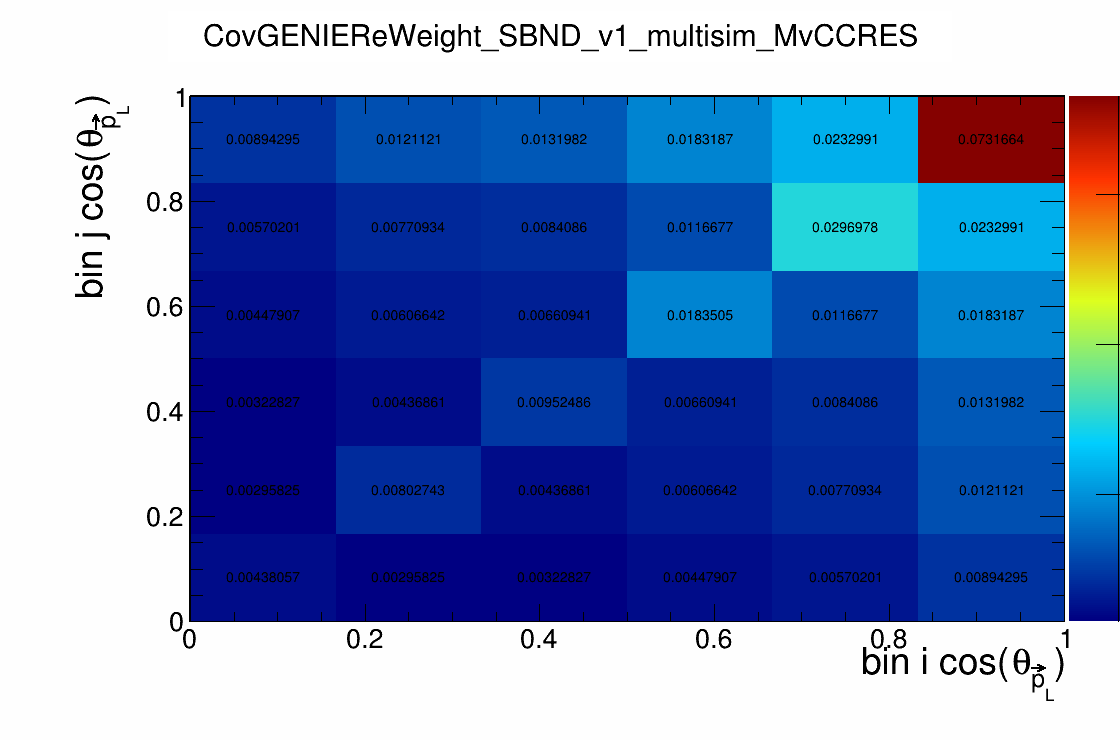 CovGENIEReWeight_SBND_v1_multisim_MvCCRES
bin j cos(θ_p⃗_L)
1
0.00894295 0.0121121 0.0131982 0.0183187 0.0232991 0.0731664
0.8
0.00570201 0.00770934 0.0084086 0.0116677 0.0296978 0.0232991
0.6
0.00447907 0.00606642 0.00660941 0.0183505 0.0116677 0.0183187
0.4
0.00322827 0.00436861 0.00952486 0.00660941 0.0084086 0.0131982
0.2
0.00295825 0.00802743 0.00436861 0.00606642 0.00770934 0.0121121
0.00438057 0.00295825 0.00322827 0.00447907 0.00570201 0.00894295
0
0 0.2 0.4 0.6 0.8 1
bin i cos(θ_p⃗_L)